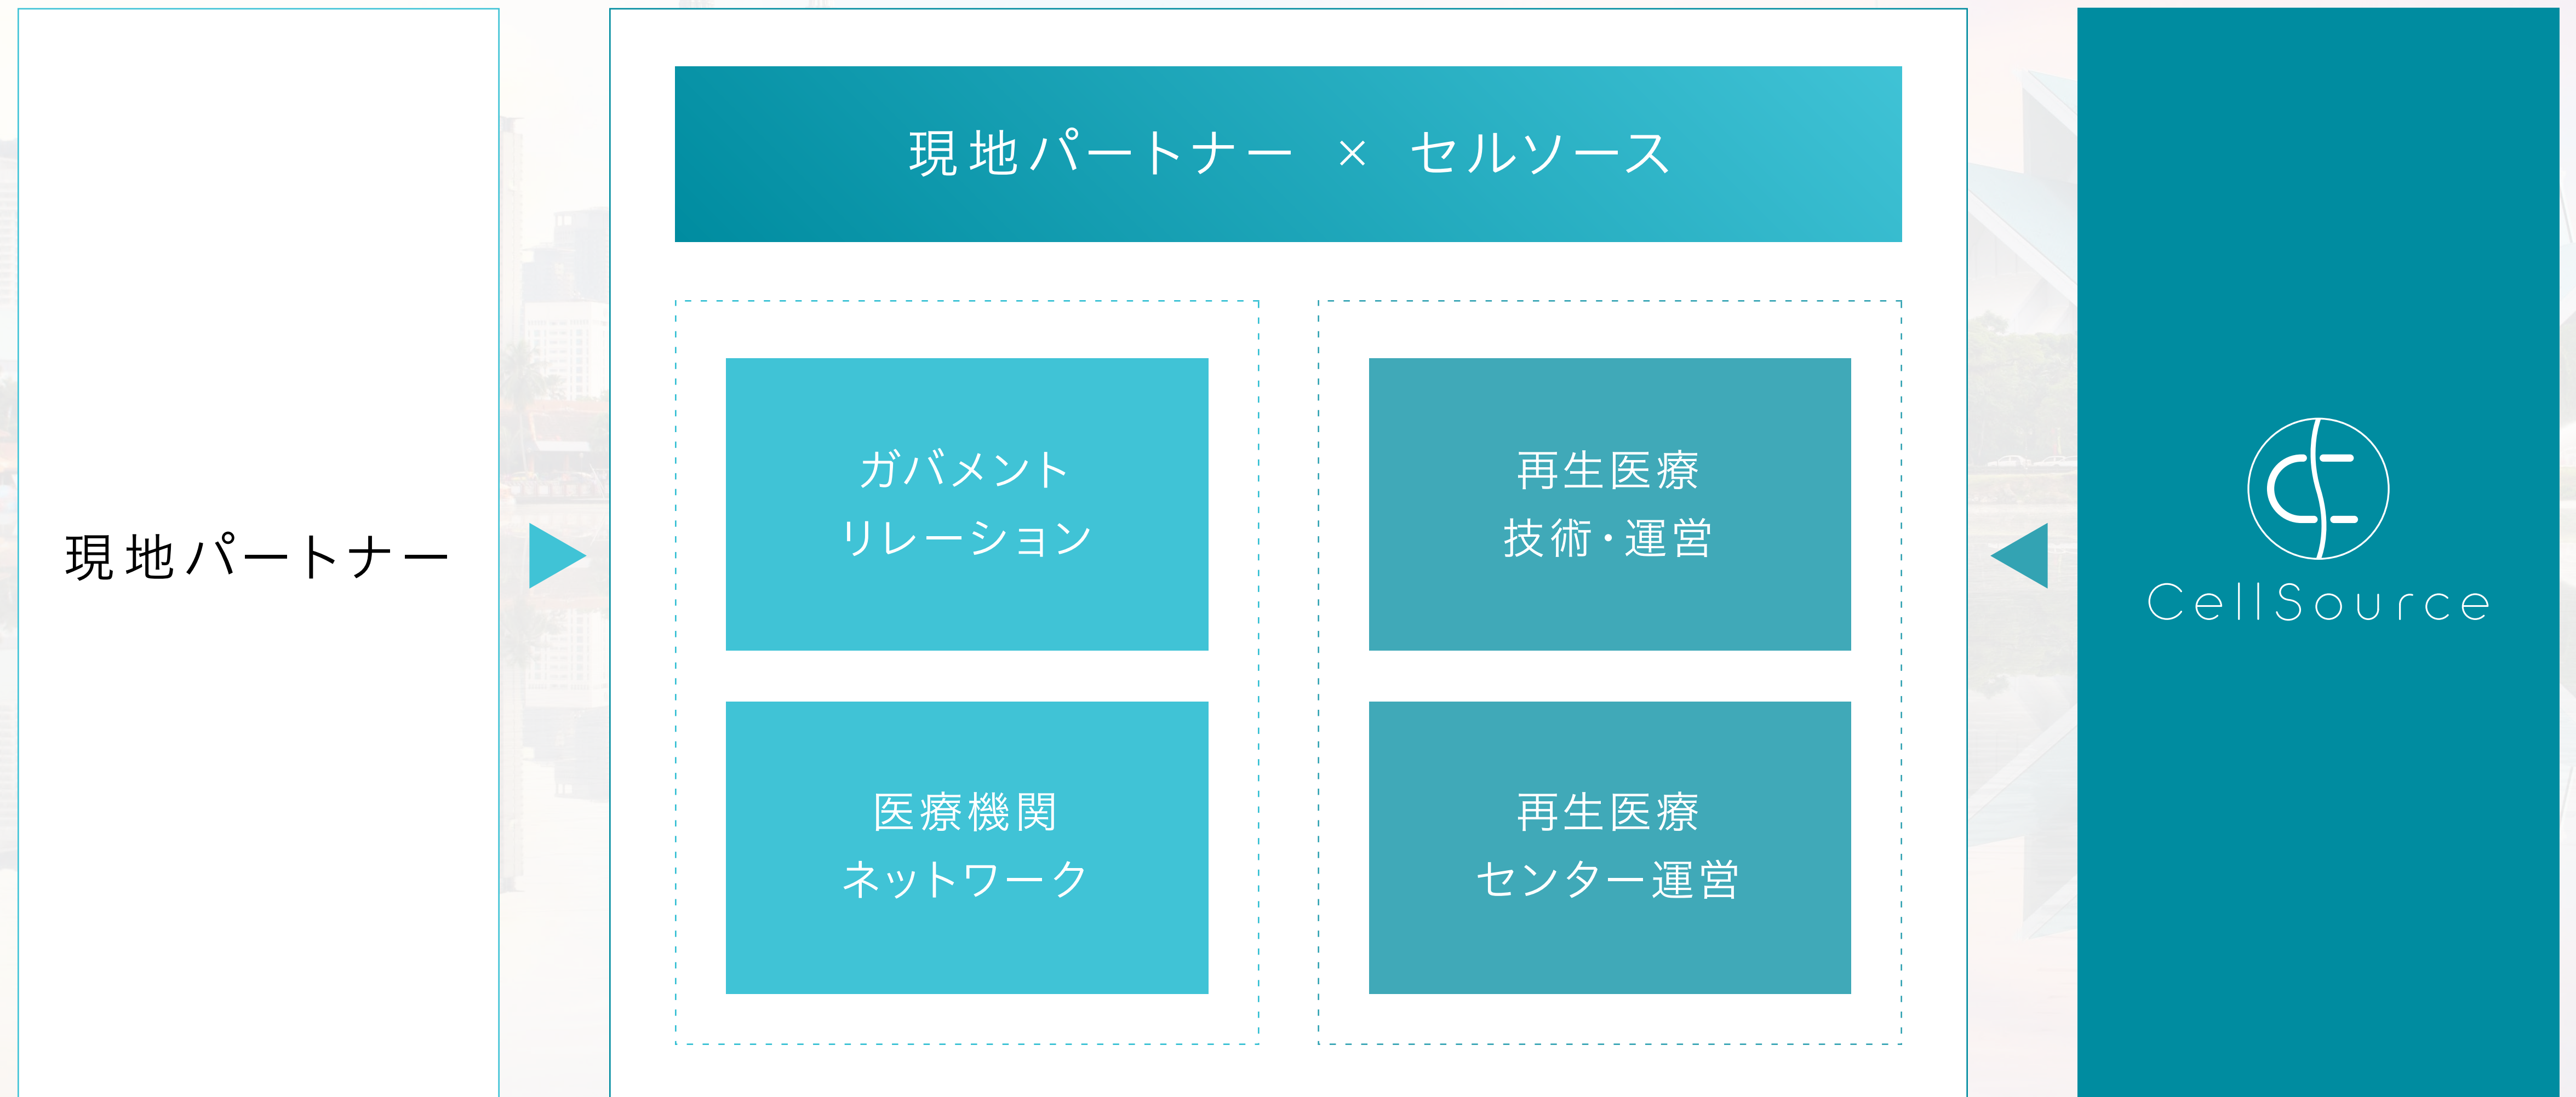 現地パートナー
現地パートナー × セルソース
ガバメント
リレーション
医療機関
ネットワーク
再生医療
技術・運営
再生医療
センター運営
CellSource